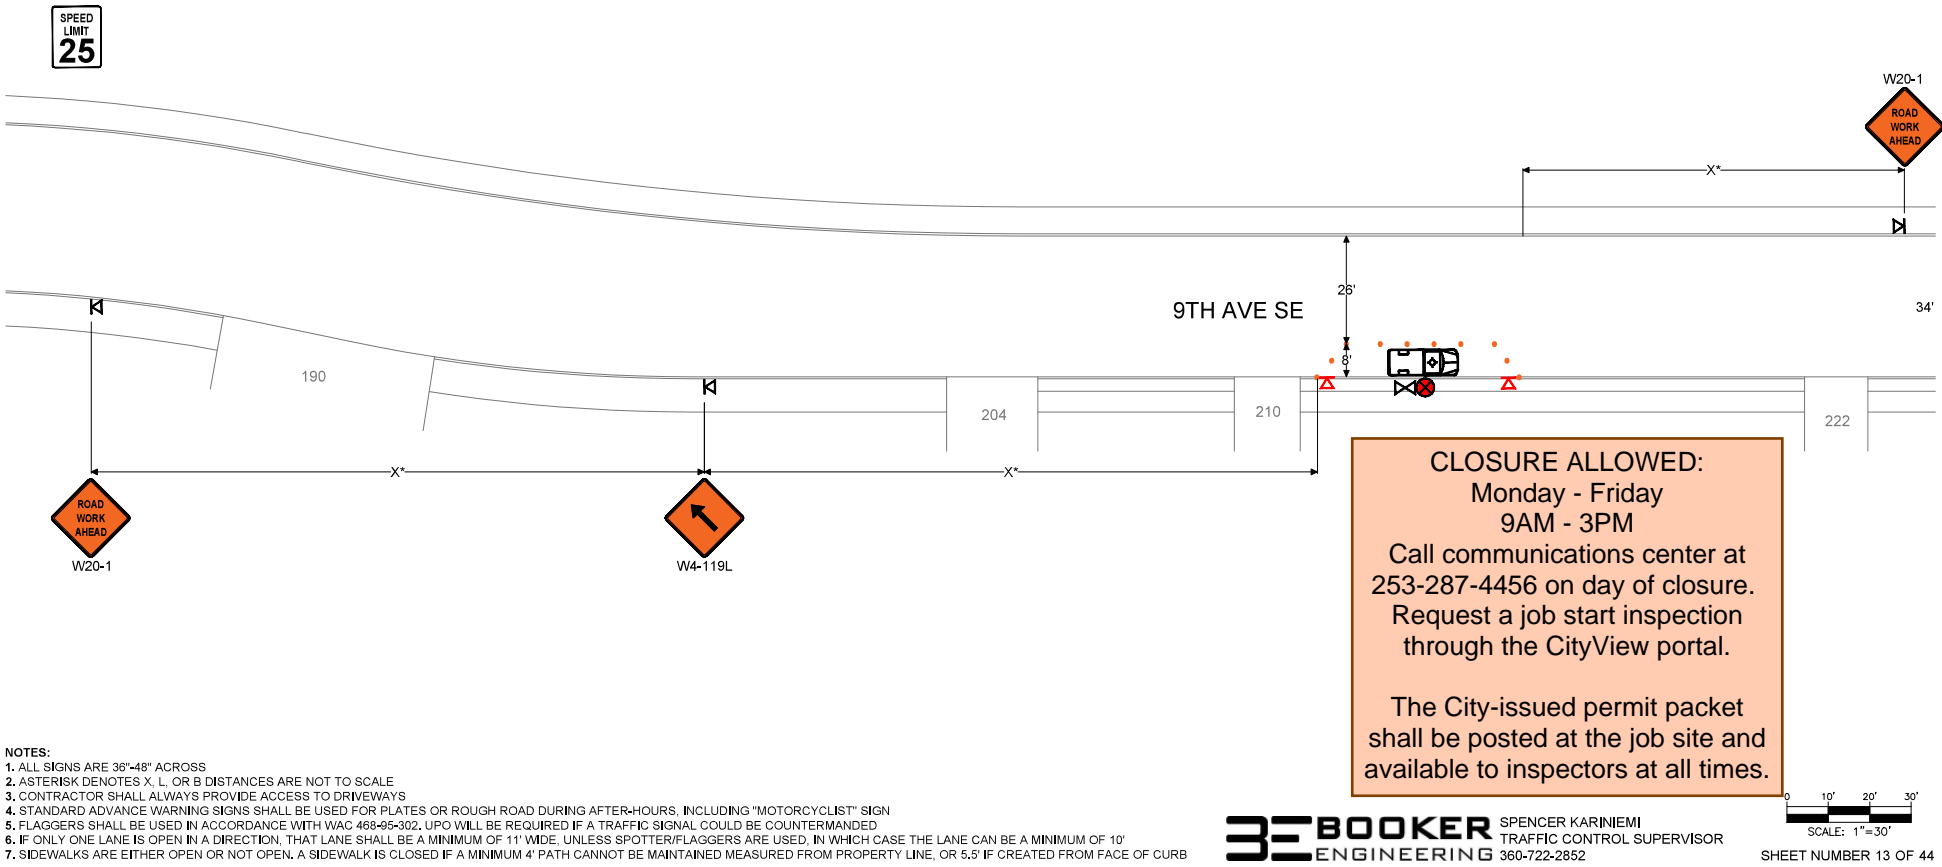 SPEED
LIMIT
25
W20-1
ROAD
WORK
AHEAD
X*
26'
9TH AVE SE
34'
8'
190
204
210
222
X*
X*
ROAD
WORK
AHEAD
W20-1
W4-119L
CLOSURE ALLOWED:
Monday - Friday
9AM - 3PM
Call communications center at
253-287-4456 on day of closure.
Request a job start inspection
through the CityView portal.
The City-issued permit packet
shall be posted at the job site and
available to inspectors at all times.
NOTES:
1. ALL SIGNS ARE 36"-48" ACROSS
2. ASTERISK DENOTES X, L, OR B DISTANCES ARE NOT TO SCALE
3. CONTRACTOR SHALL ALWAYS PROVIDE ACCESS TO DRIVEWAYS
4. STANDARD ADVANCE WARNING SIGNS SHALL BE USED FOR PLATES OR ROUGH ROAD DURING AFTER-HOURS, INCLUDING "MOTORCYCLIST" SIGN
5. FLAGGERS SHALL BE USED IN ACCORDANCE WITH WAC 468-95-302. UPO WILL BE REQUIRED IF A TRAFFIC SIGNAL COULD BE COUNTERMANDED
6. IF ONLY ONE LANE IS OPEN IN A DIRECTION, THAT LANE SHALL BE A MINIMUM OF 11' WIDE, UNLESS SPOTTER/FLAGGERS ARE USED, IN WHICH CASE THE LANE CAN BE A MINIMUM OF 10'
7. SIDEWALKS ARE EITHER OPEN OR NOT OPEN. A SIDEWALK IS CLOSED IF A MINIMUM 4' PATH CANNOT BE MAINTAINED MEASURED FROM PROPERTY LINE, OR 5.5' IF CREATED FROM FACE OF CURB
BOOKER
ENGINEERING
SPENCER KARINIEMI
TRAFFIC CONTROL SUPERVISOR
360-722-2852
0 10' 20' 30'
SCALE: 1"=30'
SHEET NUMBER 13 OF 44